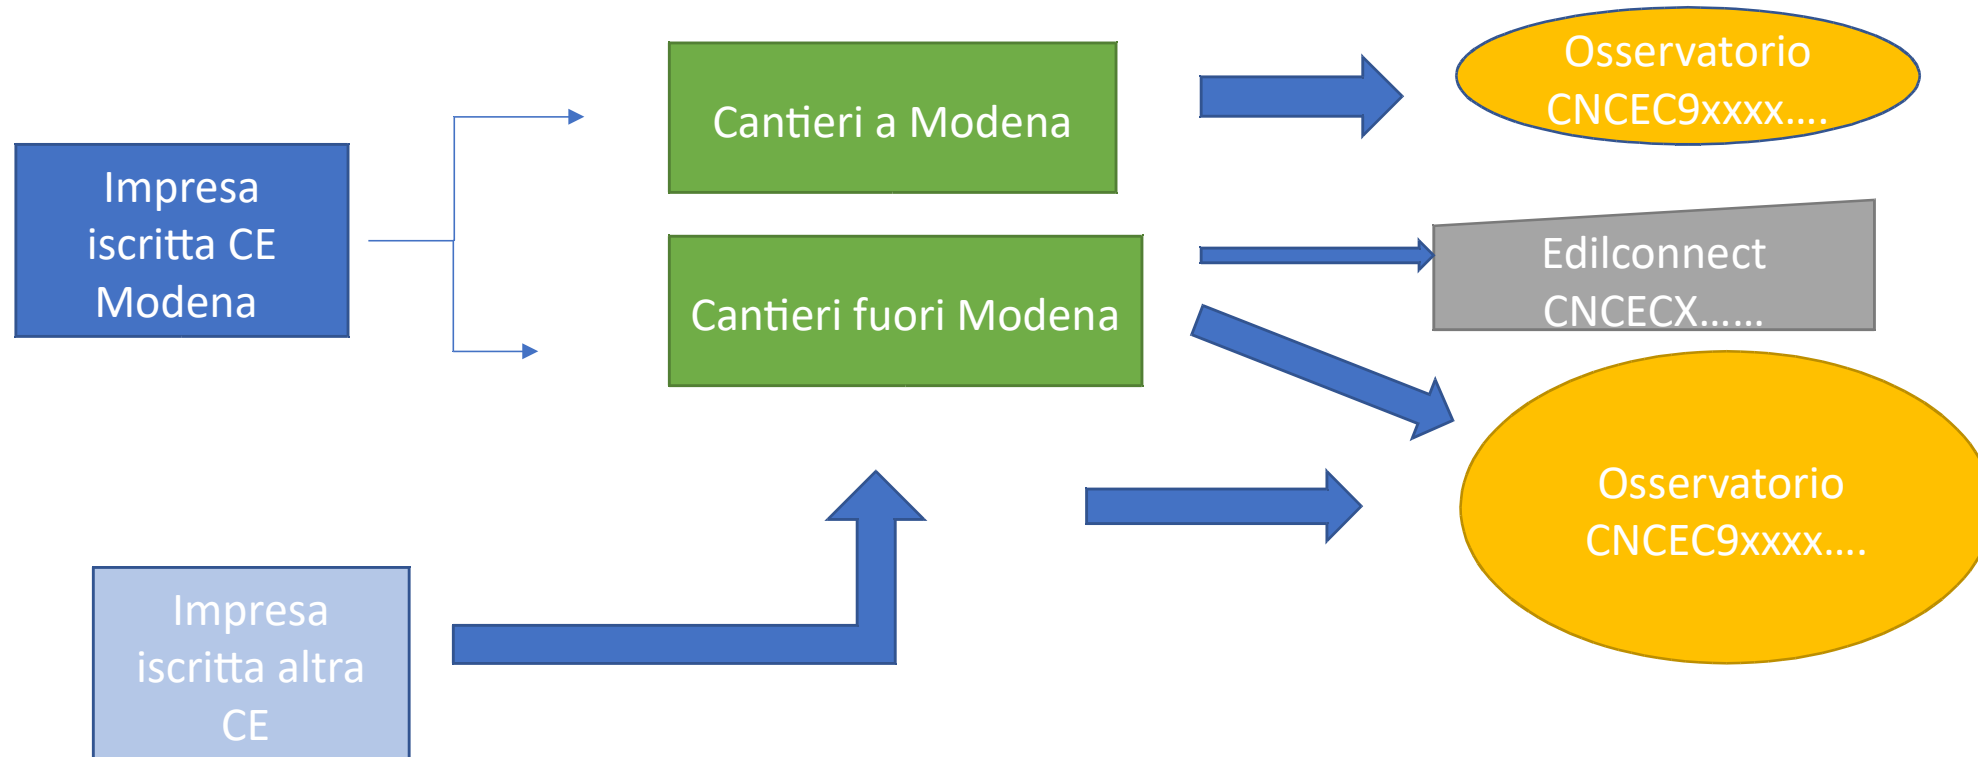 Impresa
iscritta CE
Modena
Cantieri a Modena
Cantieri fuori Modena
Osservatorio
CNCEC9xxxx….
Edilconnect
CNCECX……
Osservatorio
CNCEC9xxxx….
Impresa
iscritta altra
CE